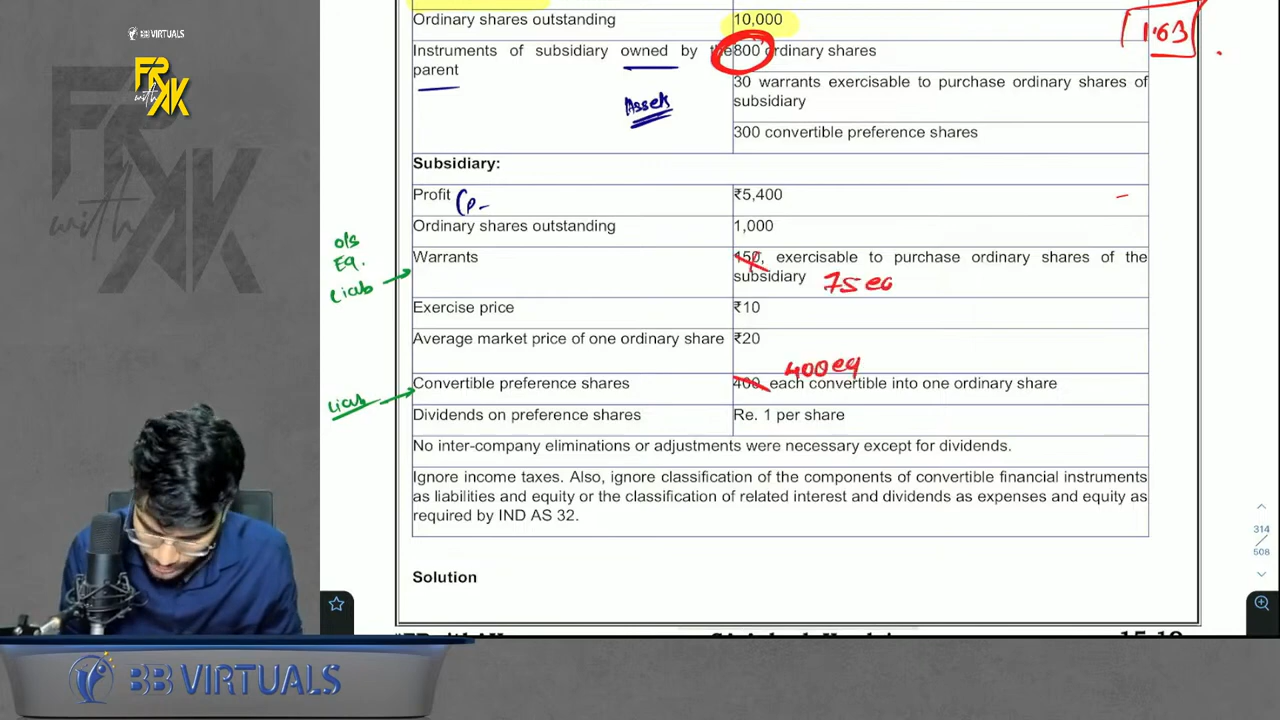 BB VIRTUALS
FR
with
AK
Ordinary shares outstanding
10,000
1.63
Instruments of subsidiary owned by the
parent
800 ordinary shares
Asset
30 warrants exercisable to purchase ordinary shares of
subsidiary
300 convertible preference shares
Subsidiary:
Profit (p-
₹5,400
Ordinary shares outstanding
1,000
o/s
Eq.
Liab
Warrants
150, exercisable to purchase ordinary shares of the
subsidiary 75 eq
Exercise price
₹10
Average market price of one ordinary share
₹20
400 eq
Liab
Convertible preference shares
400, each convertible into one ordinary share
Dividends on preference shares
Re. 1 per share
No inter-company eliminations or adjustments were necessary except for dividends.
Ignore income taxes. Also, ignore classification of the components of convertible financial instruments
as liabilities and equity or the classification of related interest and dividends as expenses and equity as
required by IND AS 32.
Solution
314
508
BB VIRTUALS